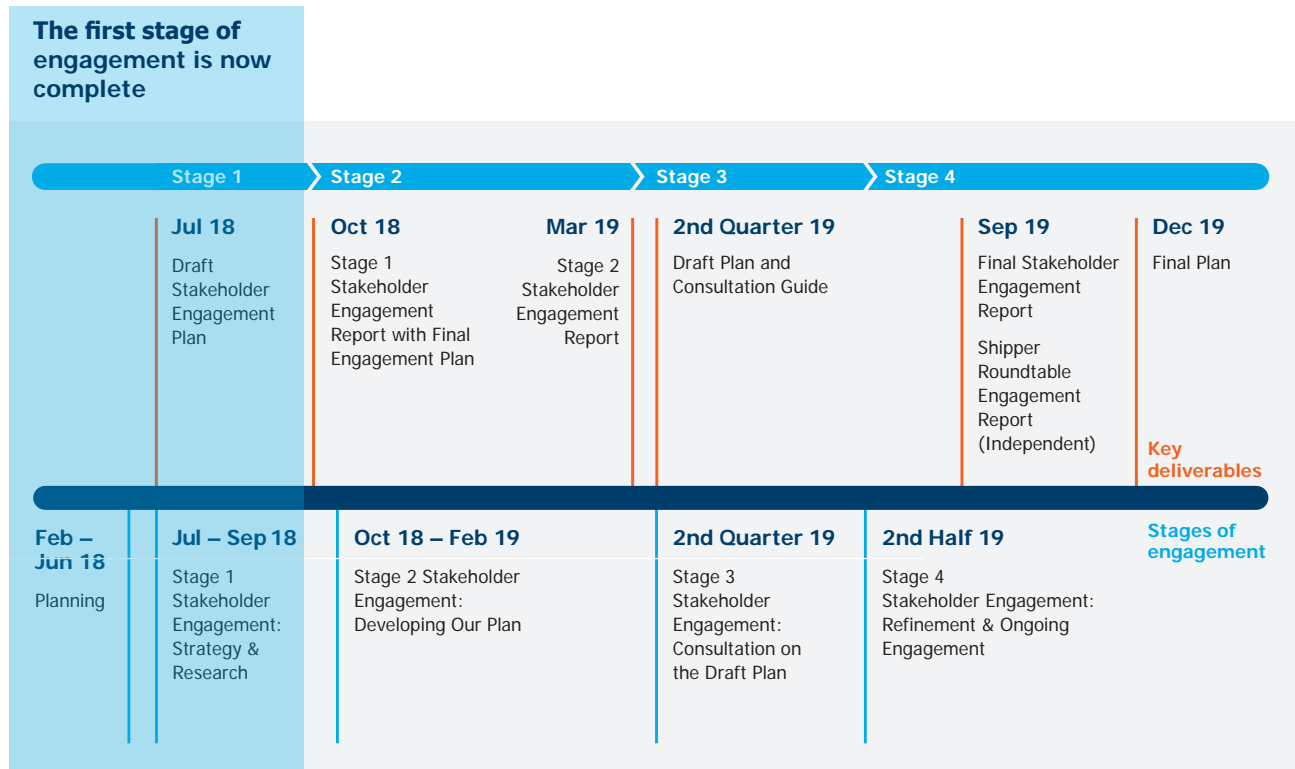 The first stage of
engagement is now
complete
Stage 1
Stage 2
Stage 3
Stage 4
Jul 18
Draft
Stakeholder
Engagement
Plan
Oct 18
Stage 1
Stakeholder
Engagement
Report with Final
Engagement Plan
Mar 19
Stage 2
Stakeholder
Engagement
Report
2nd Quarter 19
Draft Plan and
Consultation Guide
Sep 19
Final Stakeholder
Engagement
Report
Shipper
Roundtable
Engagement
Report
(Independent)
Dec 19
Final Plan
Key
deliverables
Feb –
Jun 18
Planning
Jul – Sep 18
Stage 1
Stakeholder
Engagement:
Strategy &
Research
Oct 18 – Feb 19
Stage 2 Stakeholder
Engagement:
Developing Our Plan
2nd Quarter 19
Stage 3
Stakeholder
Engagement:
Consultation on
the Draft Plan
2nd Half 19
Stage 4
Stakeholder Engagement:
Refinement & Ongoing
Engagement
Stages of
engagement